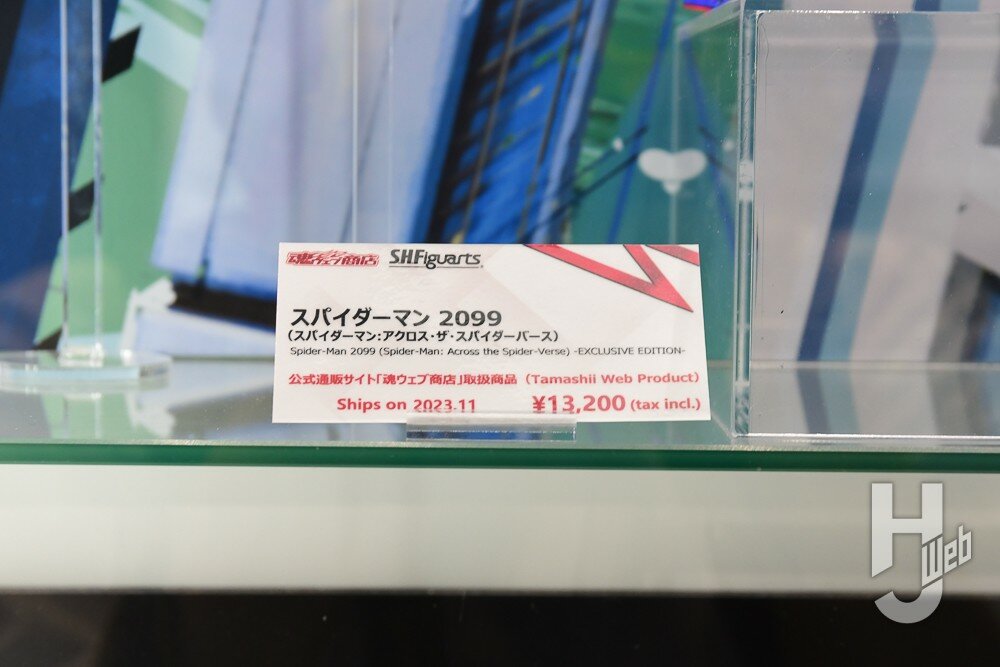 魂ウェブ商店 S.H.Figuarts
スパイダーマン 2099
(スパイダーマン:アクロス・ザ・スパイダーバース)
Spider-Man 2099 (Spider-Man: Across the Spider-Verse) -EXCLUSIVE EDITION-
公式通販サイト「魂ウェブ商店」取扱商品 (Tamashii Web Product)
Ships on 2023.11 ¥13,200 (tax incl.)
HJ Web